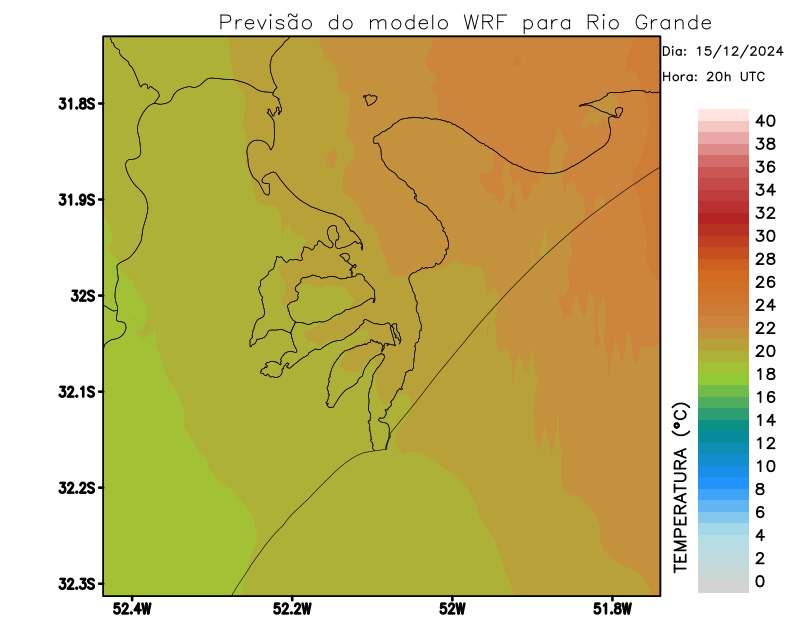 Previsão do modelo WRF para Rio Grande
Dia: 15/12/2024
Hora: 20h UTC
31.8S
31.9S
32S
32.1S
32.2S
32.3S
52.4W
52.2W
52W
51.8W
40
38
36
34
32
30
28
26
24
22
20
18
16
14
12
10
8
6
4
2
0
TEMPERATURA (ºC)